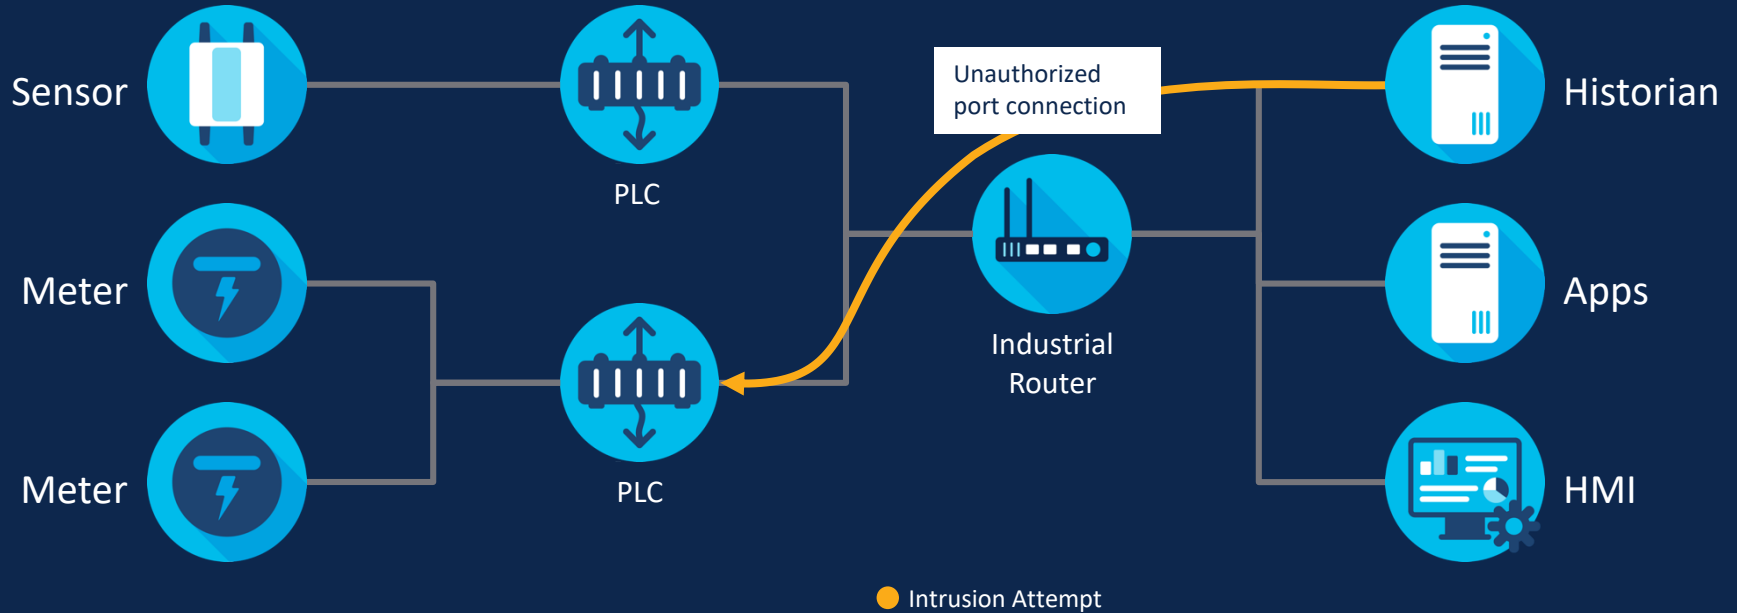 Sensor
PLC
Unauthorized
port connection
Historian
Meter
Industrial
Router
Apps
Meter
PLC
HMI
Intrusion Attempt